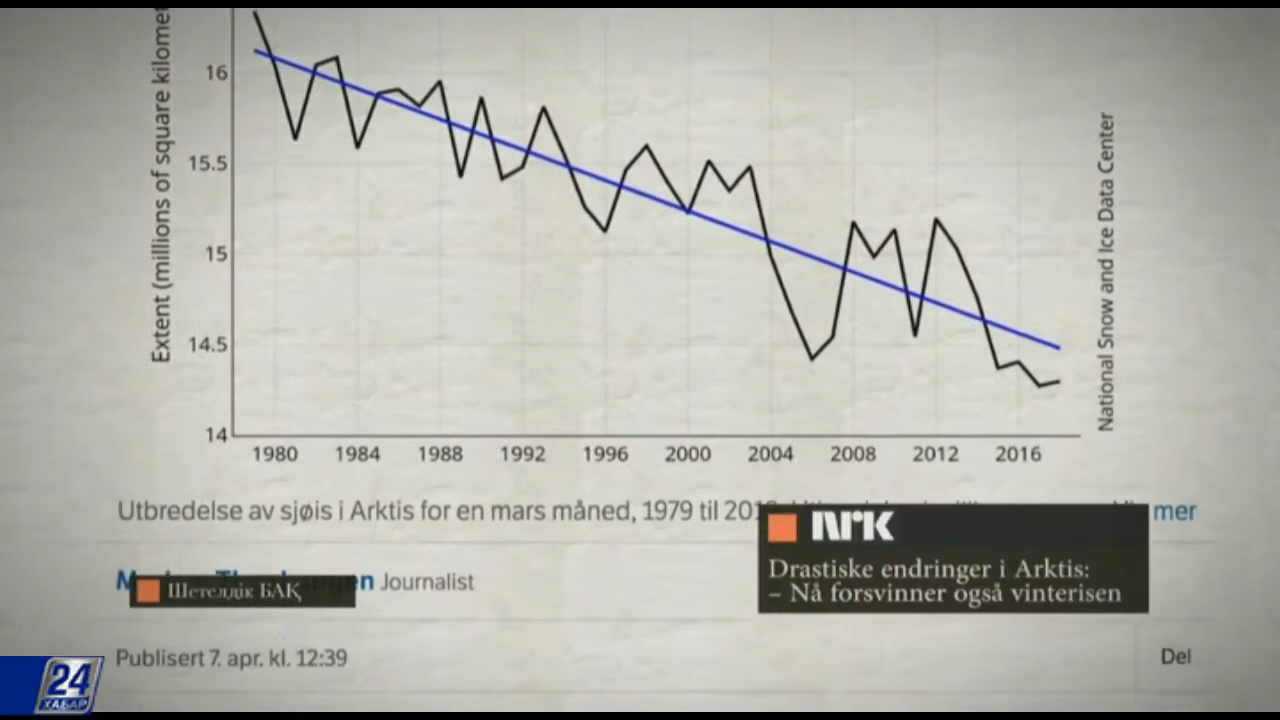 Extent (millions of square kilomet
16
15.5
15
14.5
14
1980 1984 1988 1992 1996 2000 2004 2008 2012 2016
National Snow and Ice Data Center
Utbredelse av sjøis i Arktis for en mars måned, 1979 til 201
mer
NRK
Drastiske endringer i Arktis:
– Nå forsvinner også vinterisen
Journalist
Шетелдік БАҚ
Publisert 7. apr. kl. 12:39
Del
24
ХАБАР